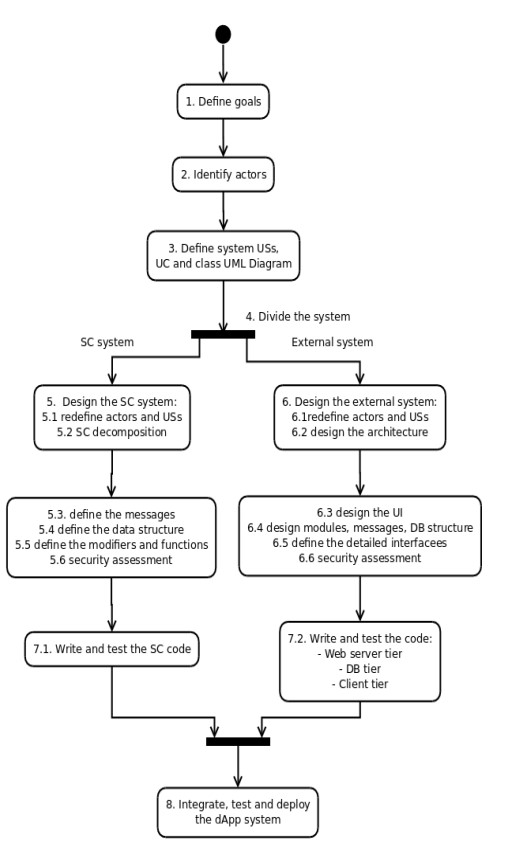 1. Define goals
2. Identify actors
3. Define system USs,
UC and class UML Diagram
4. Divide the system
SC system
External system
5. Design the SC system:
5.1 redefine actors and USs
5.2 SC decomposition
6. Design the external system:
6.1redefine actors and USs
6.2 design the architecture
5.3. define the messages
5.4 define the data structure
5.5 define the modifiers and functions
5.6 security assessment
6.3 design the UI
6.4 design modules, messages, DB structure
6.5 define the detailed interfacees
6.6 security assessment
7.1. Write and test the SC code
7.2. Write and test the code:
- Web server tier
- DB tier
- Client tier
8. Integrate, test and deploy
the dApp system